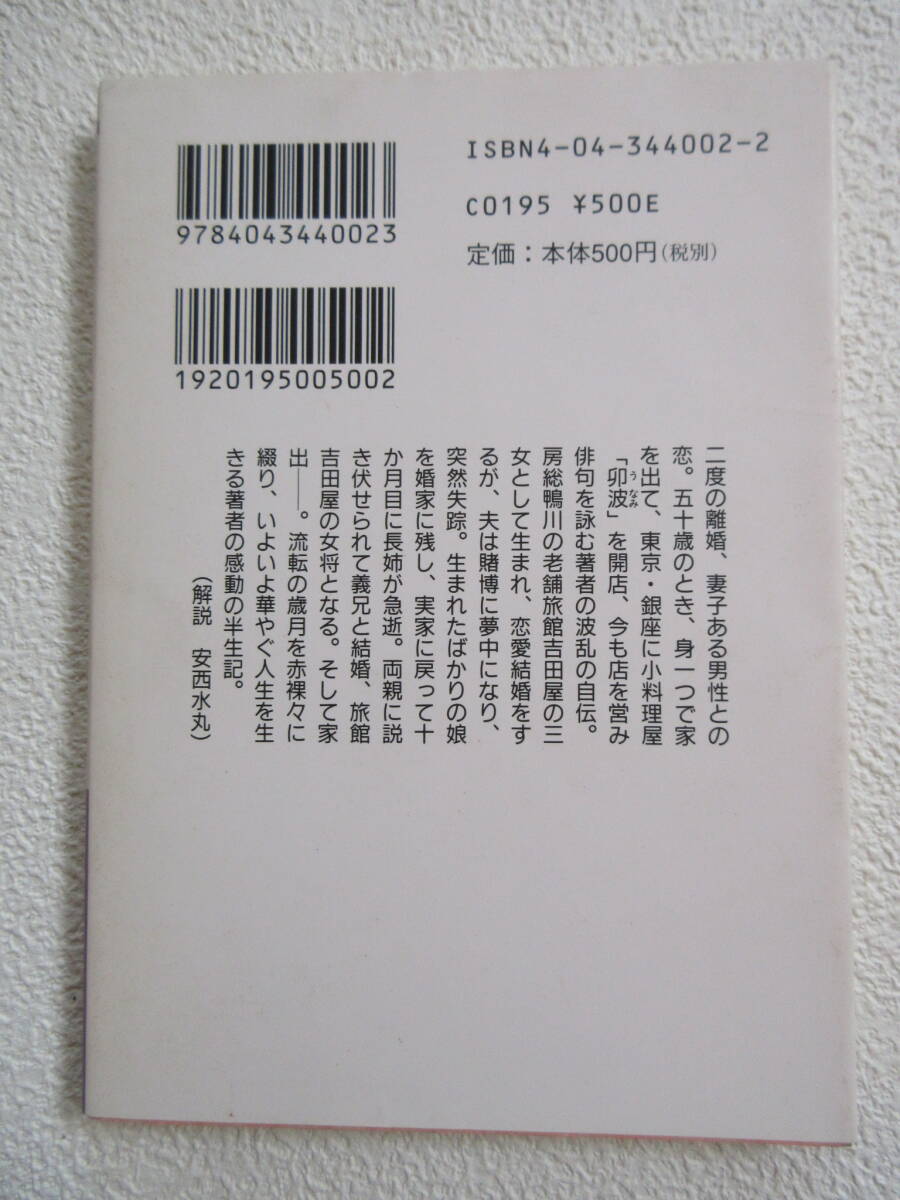 ISBN4-04-344002-2
C0195 ¥500E
定価：本体500円（税別）
9784043440023
1920195005002
二度の離婚、妻子ある男性との
恋。五十歳のとき、身一つで家
を出て、東京・銀座に小料理屋
「卯波」を開店、今も店を営み
うなみ
俳句を詠む著者の波乱の自伝。
房総鴨川の老舗旅館吉田屋の三
女として生まれ、恋愛結婚をす
るが、夫は賭博に夢中になり、
突然失踪。生まれたばかりの娘
を婚家に残し、実家に戻って十
か月目に長姉が急逝。両親に説
き伏せられて義兄と結婚、旅館
吉田屋の女将となる。そして家
出――。流転の歳月を赤裸々に
綴り、いよいよ華やぐ人生を生
きる著者の感動の半生記。
（解説　安西水丸）